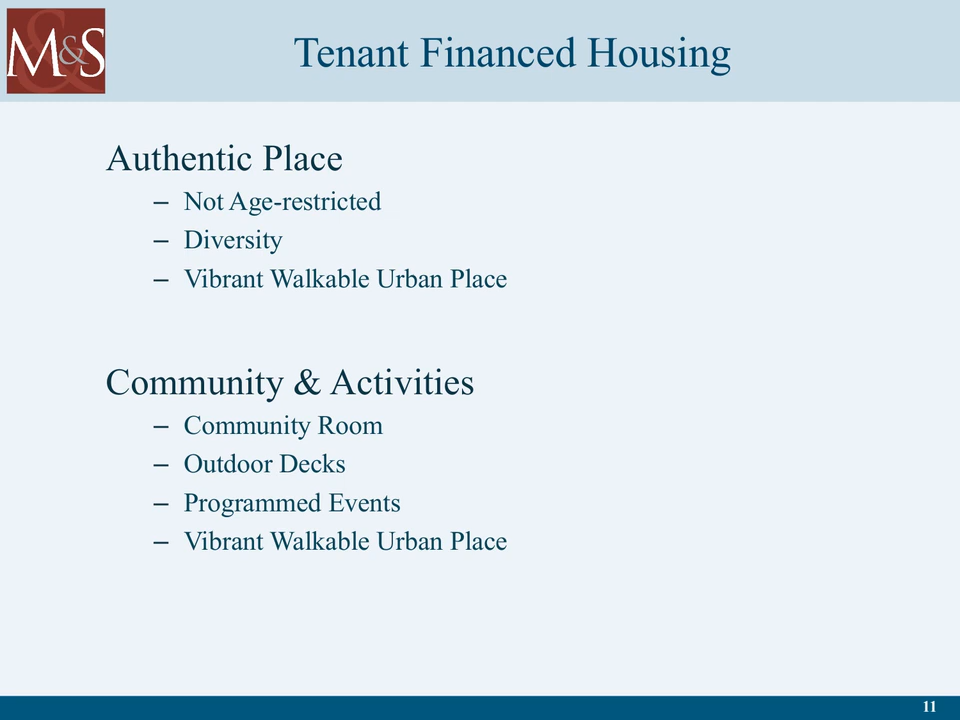 M&S
Tenant Financed Housing
Authentic Place
– Not Age-restricted
– Diversity
– Vibrant Walkable Urban Place
Community & Activities
– Community Room
– Outdoor Decks
– Programmed Events
– Vibrant Walkable Urban Place
11